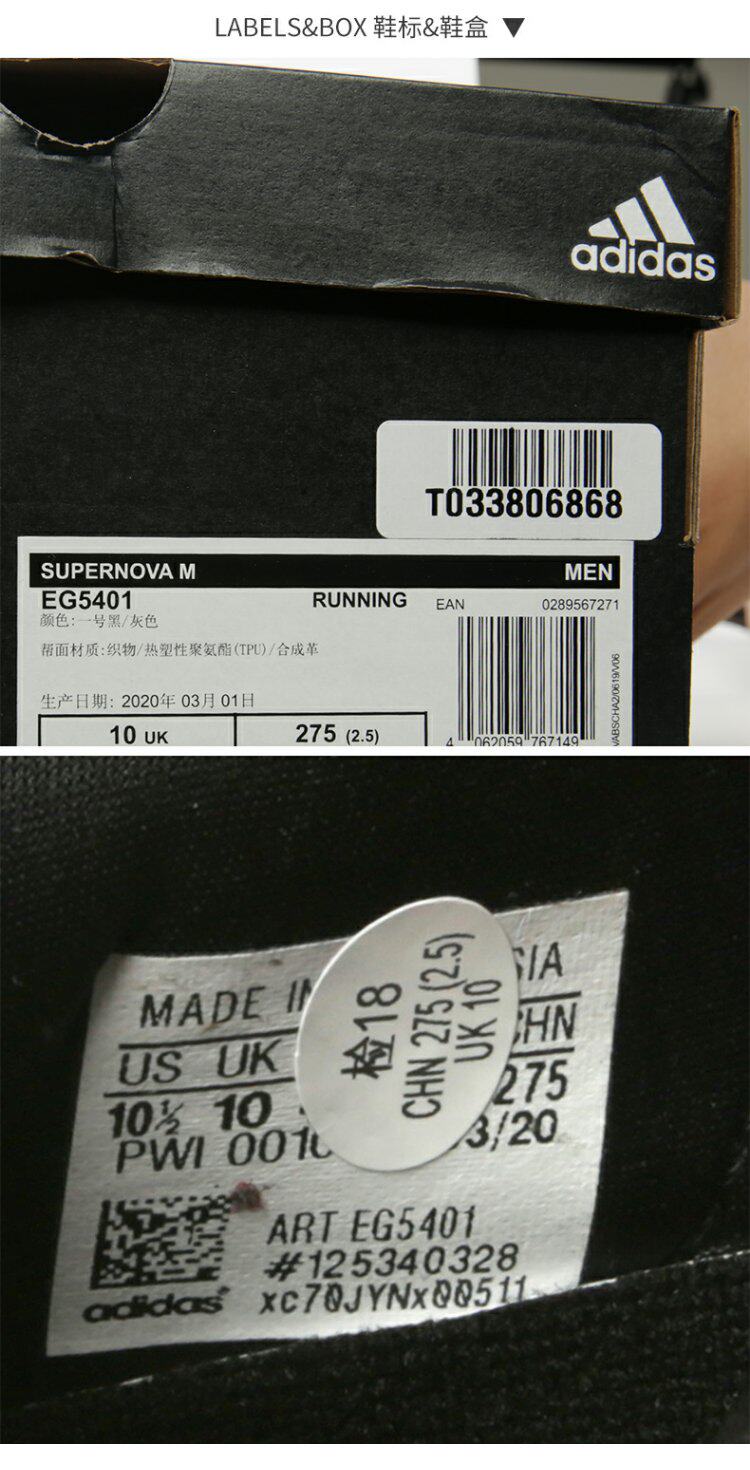 LABELS&BOX 鞋标&鞋盒 ▼
adidas
T033806868
SUPERNOVA M MEN
EG5401 RUNNING EAN 0289567271
颜色:一号黑/灰色
帮面材质:织物/热塑性聚氨酯(TPU)/合成革
生产日期: 2020年 03月 01日
10 UK 275 (2.5)
4 062059 767149
MADE IN SIA
US UK CHN
10½ 10 275
PWI 0010 3/20
检18
CHN 275 (2.5)
UK 10
ART EG5401
#125340328
adidas xc70JYNx00511